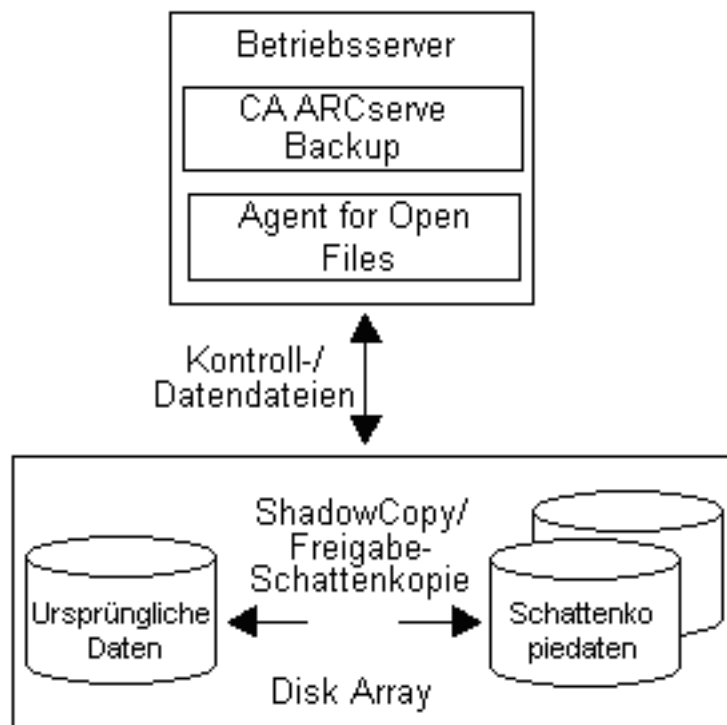 Betriebsserver
CA ARCserve
Backup
Agent for Open
Files
Kontroll-/
Datendateien
ShadowCopy/
Freigabe-
Schattenkopie
Ursprüngliche
Daten
Schattenko
piedaten
Disk Array